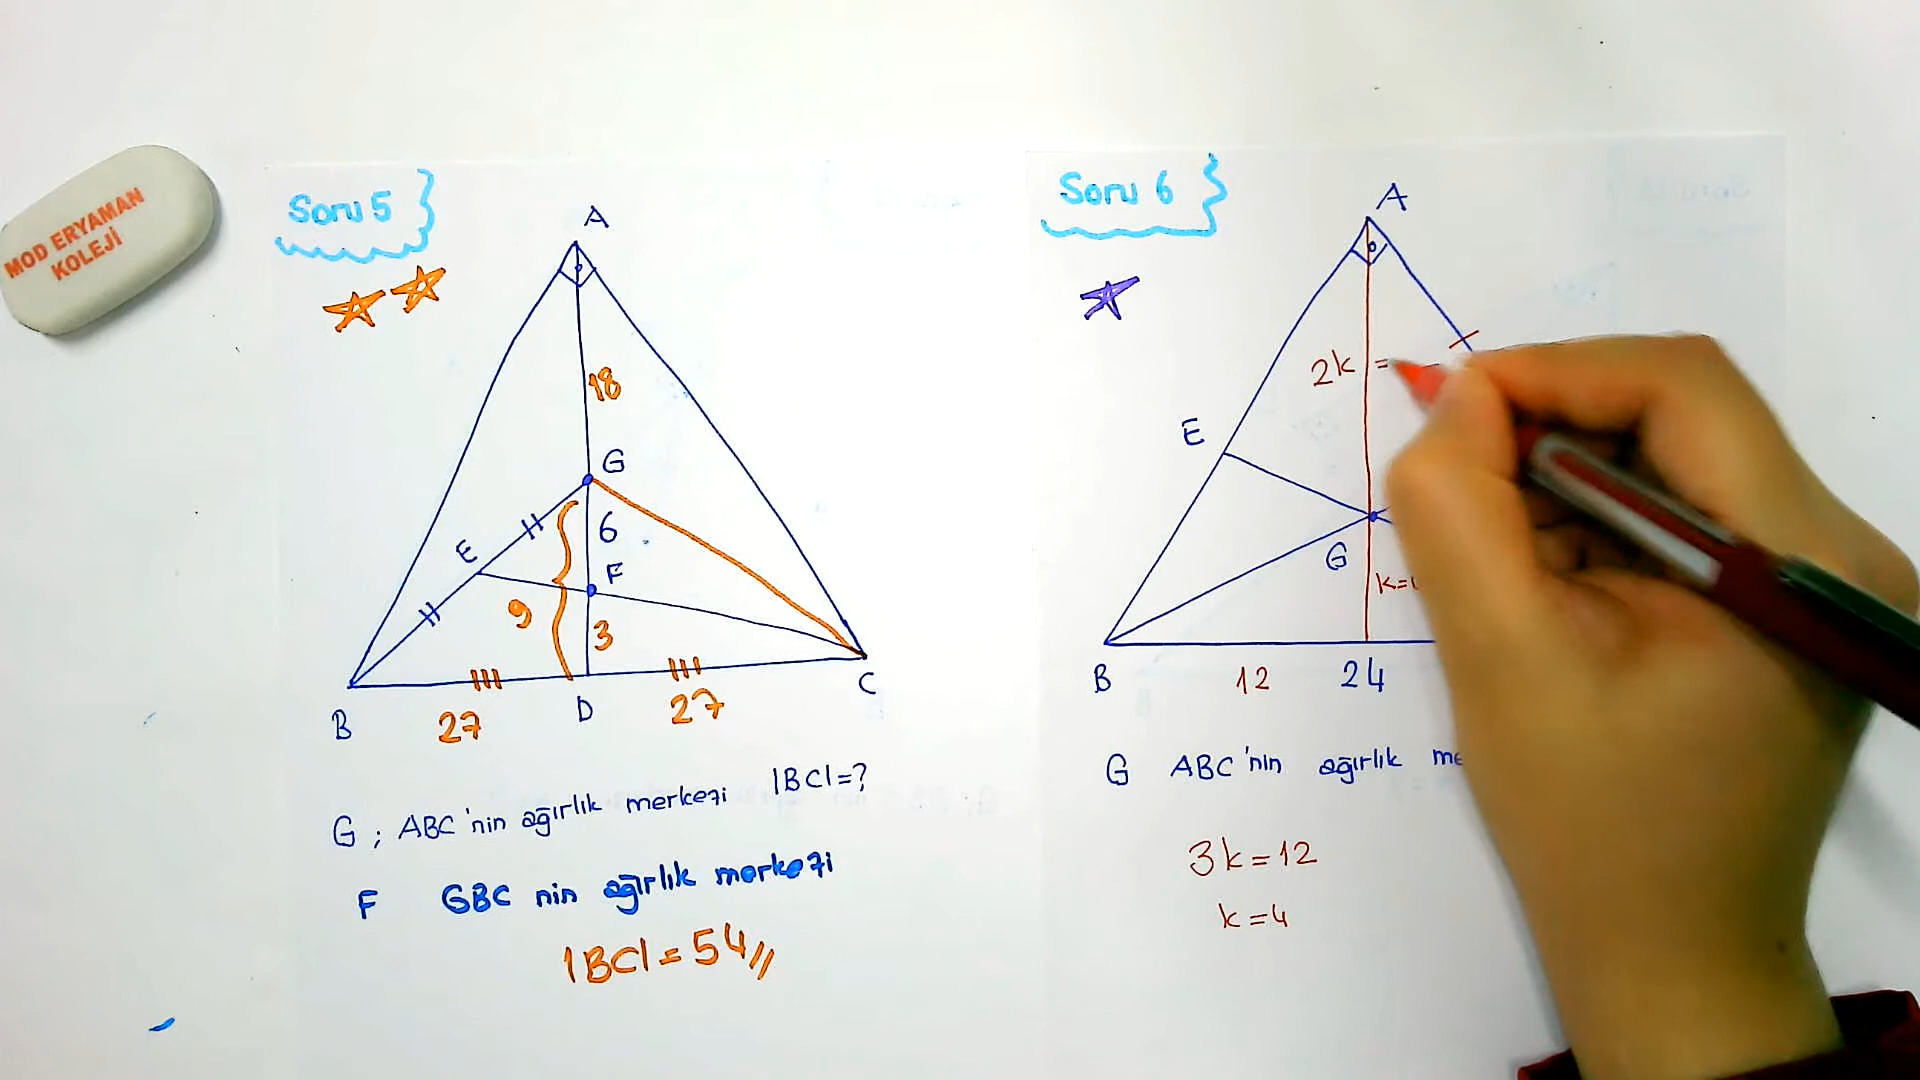 MOD ERYAMAN
KOLEJİ
Soru 5
A
18
G
6
E
F
9
3
B
27
D
27
C
G ; ABC'nin ağırlık merkezi |BC|=?
F GBC nin ağırlık merkezi
|BC| = 54//
Soru 6
A
2k =
E
G
k=
B
12
24
G ABC'nin ağırlık me
3k=12
k=4